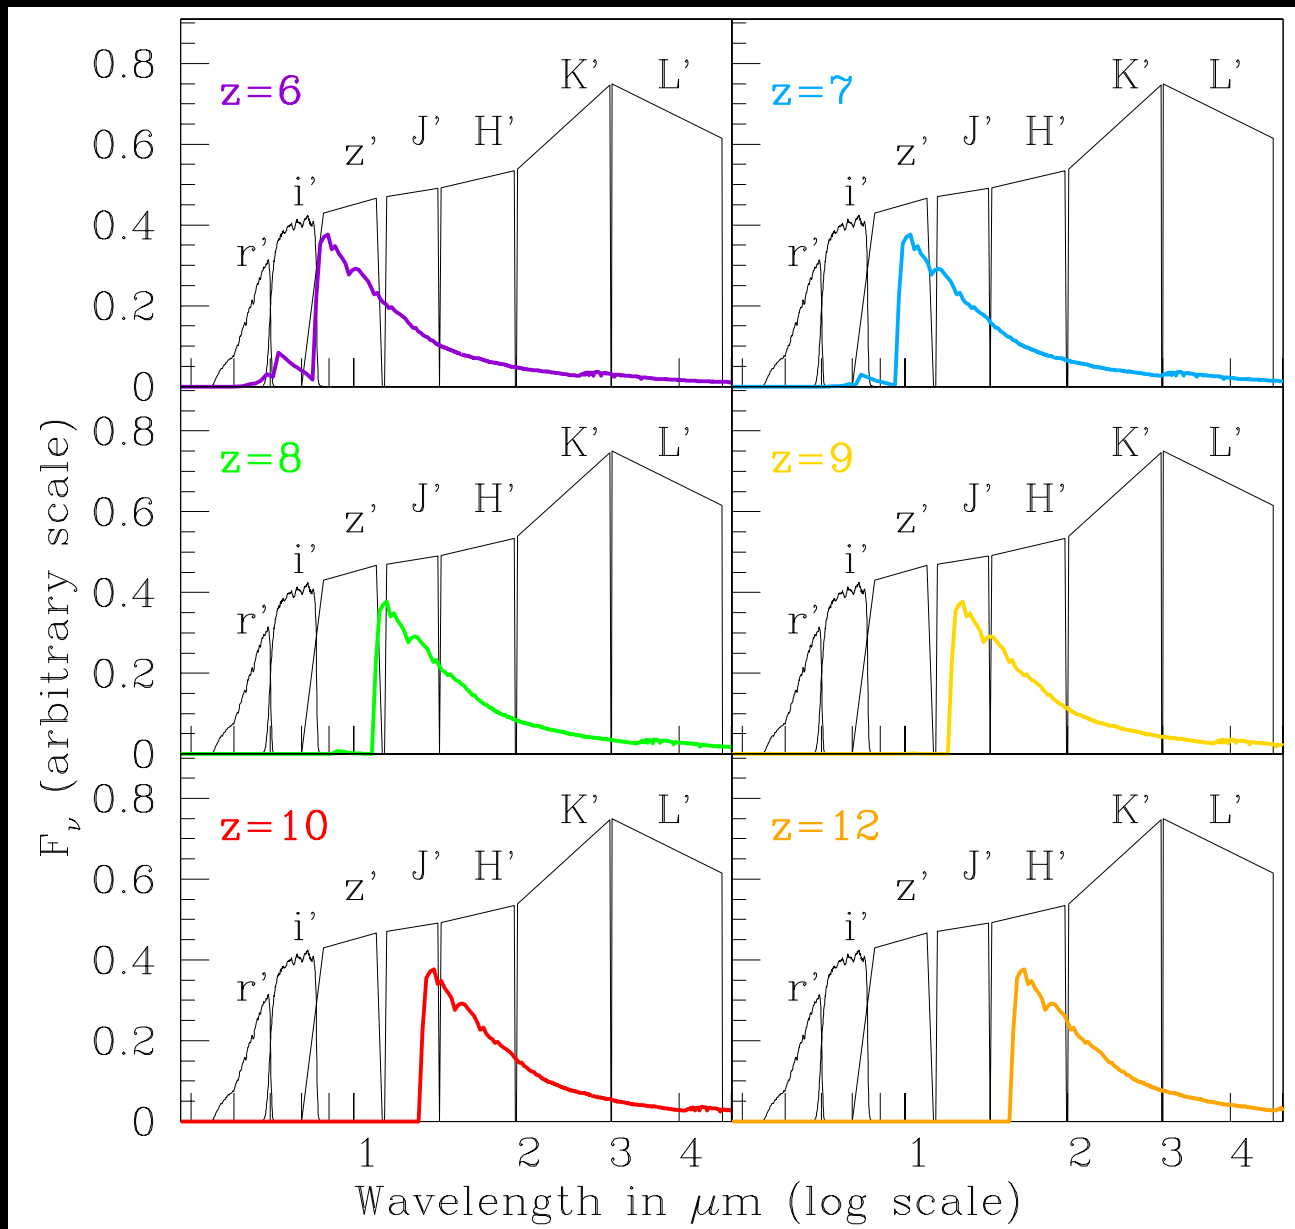 K' L'
0.8
z=6
J' H'
0.6
z'
i'
0.4
r'
0.2
0
K' L'
z=7
J' H'
z'
i'
r'
K' L'
0.8
z=8
J' H'
0.6
z'
i'
0.4
r'
0.2
0
K' L'
z=9
J' H'
z'
i'
r'
K' L'
0.8
z=10
J' H'
0.6
z'
i'
0.4
r'
0.2
0
K' L'
z=12
J' H'
z'
i'
r'
1 2 3 4
1 2 3 4
Fν (arbitrary scale)
Wavelength in μm (log scale)